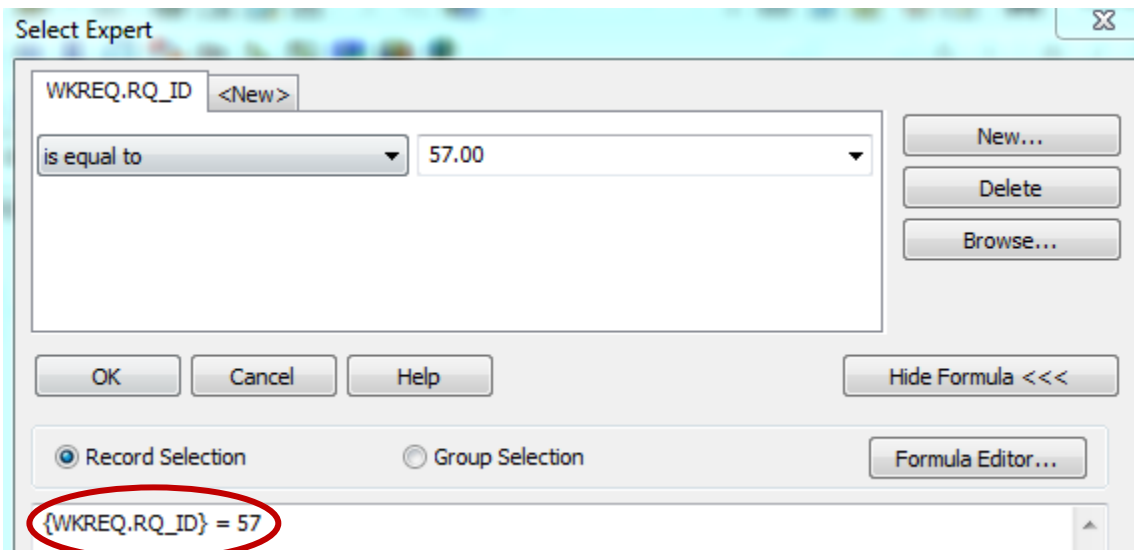 Select Expert
WKREQ.RQ_ID <New>
is equal to 57.00
New...
Delete
Browse...
OK Cancel Help Hide Formula <<<
Record Selection Group Selection Formula Editor...
{WKREQ.RQ_ID} = 57